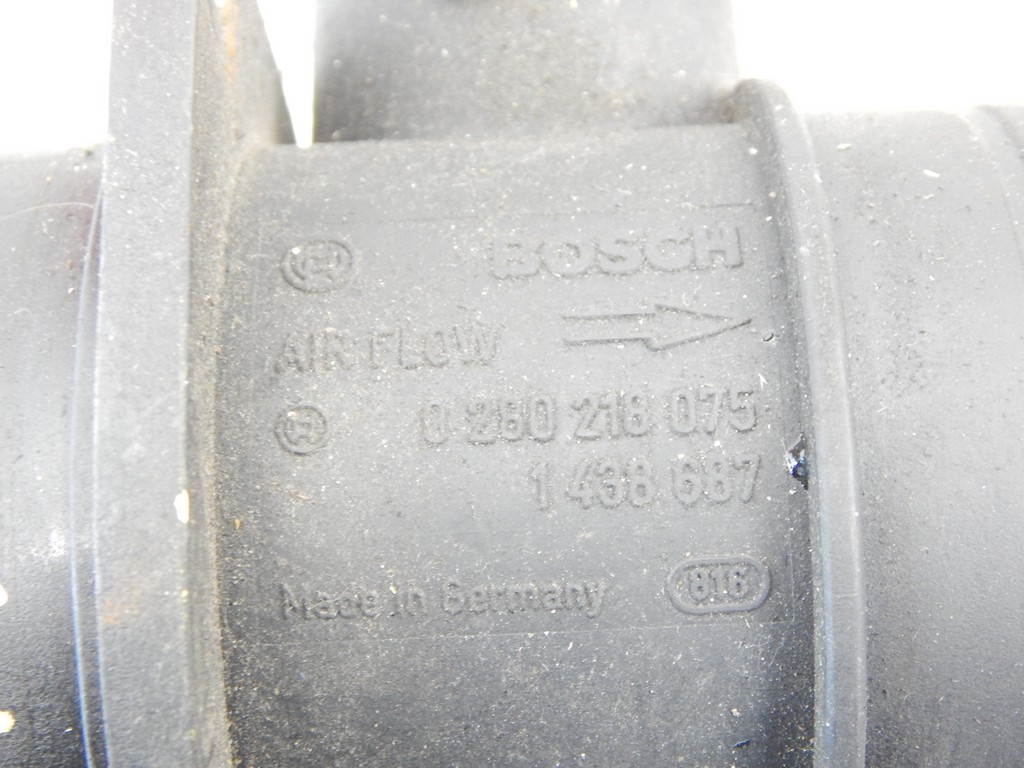 BOSCH
AIR FLOW
0 280 218 075
1 438 687
Made in Germany 816